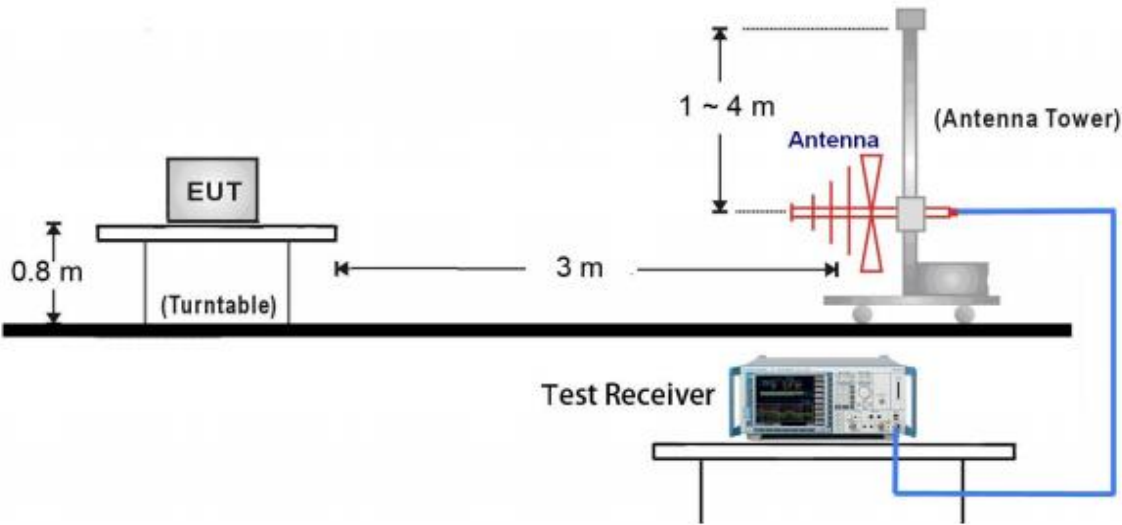 1 ~ 4 m
(Antenna Tower)
Antenna
EUT
0.8 m
3 m
(Turntable)
Test Receiver